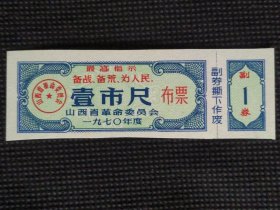 最高指示
备战、备荒、为人民。
壹市尺
布票
山西省革命委员会
一九七〇年度
副券撕下作废
副
1
券